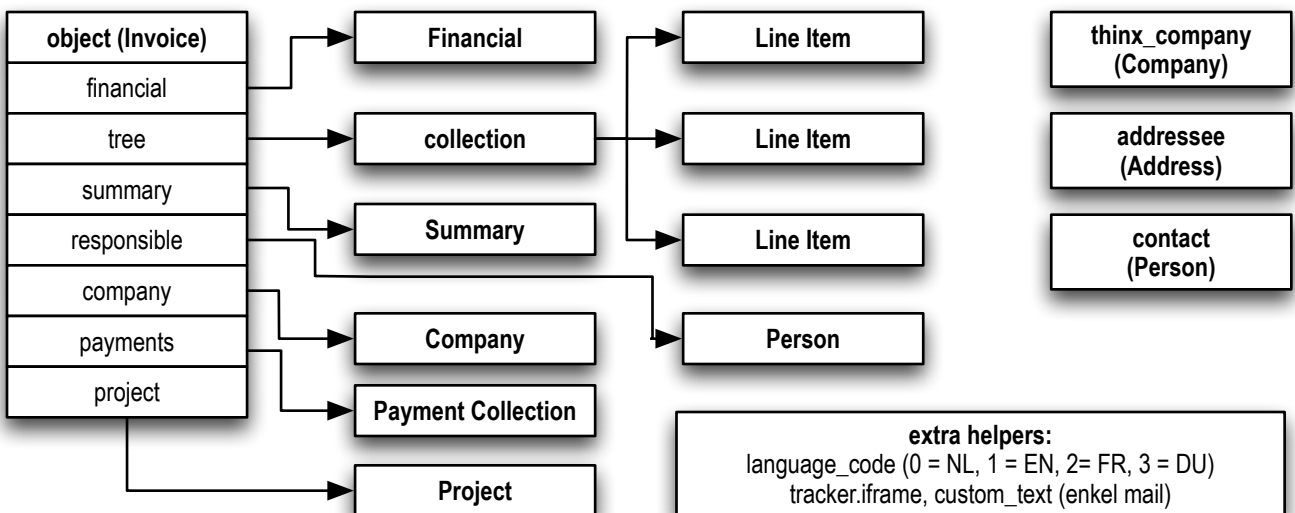 object (Invoice)
financial
tree
summary
responsible
company
payments
project
Financial
collection
Summary
Company
Payment Collection
Project
Line Item
Line Item
Line Item
Person
thinx_company
(Company)
addressee
(Address)
contact
(Person)
extra helpers:
language_code (0 = NL, 1 = EN, 2= FR, 3 = DU)
tracker.iframe, custom_text (enkel mail)